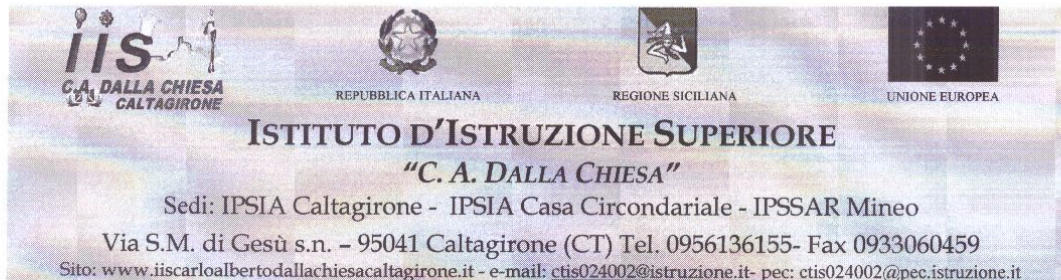 iis
C.A. DALLA CHIESA
CALTAGIRONE
REPUBBLICA ITALIANA
REGIONE SICILIANA
UNIONE EUROPEA
ISTITUTO D'ISTRUZIONE SUPERIORE
"C. A. DALLA CHIESA"
Sedi: IPSIA Caltagirone - IPSIA Casa Circondariale - IPSSAR Mineo
Via S.M. di Gesù s.n. – 95041 Caltagirone (CT) Tel. 0956136155- Fax 0933060459
Sito: www.iiscarloalbertodallachiesacaltagirone.it - e-mail: ctis024002@istruzione.it- pec: ctis024002@pec.istruzione.it